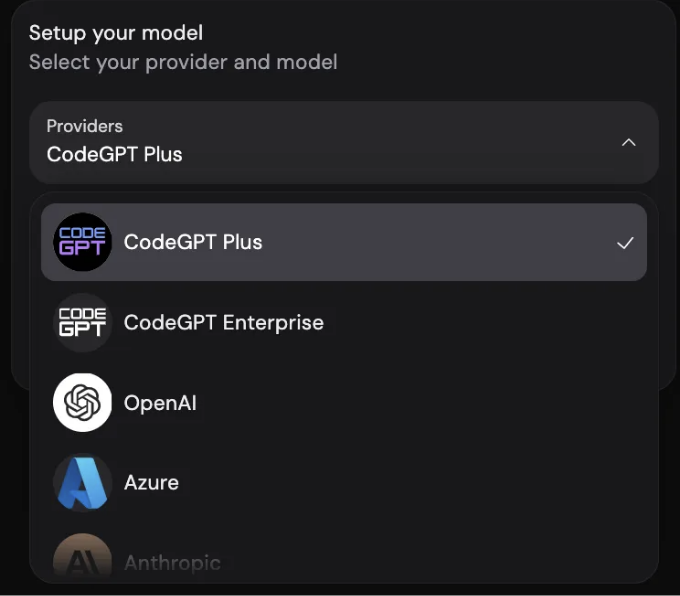 Setup your model
Select your provider and model
Providers
CodeGPT Plus
CODE
GPT
CodeGPT Plus
CODE
GPT
CodeGPT Enterprise
OpenAI
Azure
AI
Anthropic